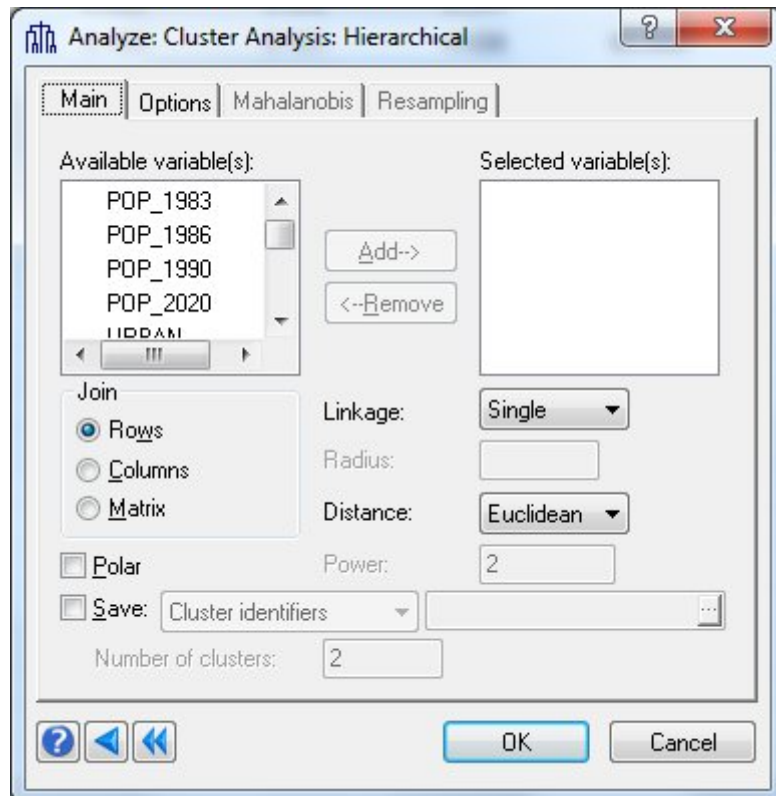 Analyze: Cluster Analysis: Hierarchical
Main Options Mahalanobis Resampling
Available variable(s): Selected variable(s):
POP_1983
POP_1986
POP_1990
POP_2020
URBAN
Add-->
<--Remove
Join
Rows
Columns
Matrix
Linkage: Single
Radius:
Distance: Euclidean
Power: 2
Polar
Save: Cluster identifiers ...
Number of clusters: 2
OK Cancel